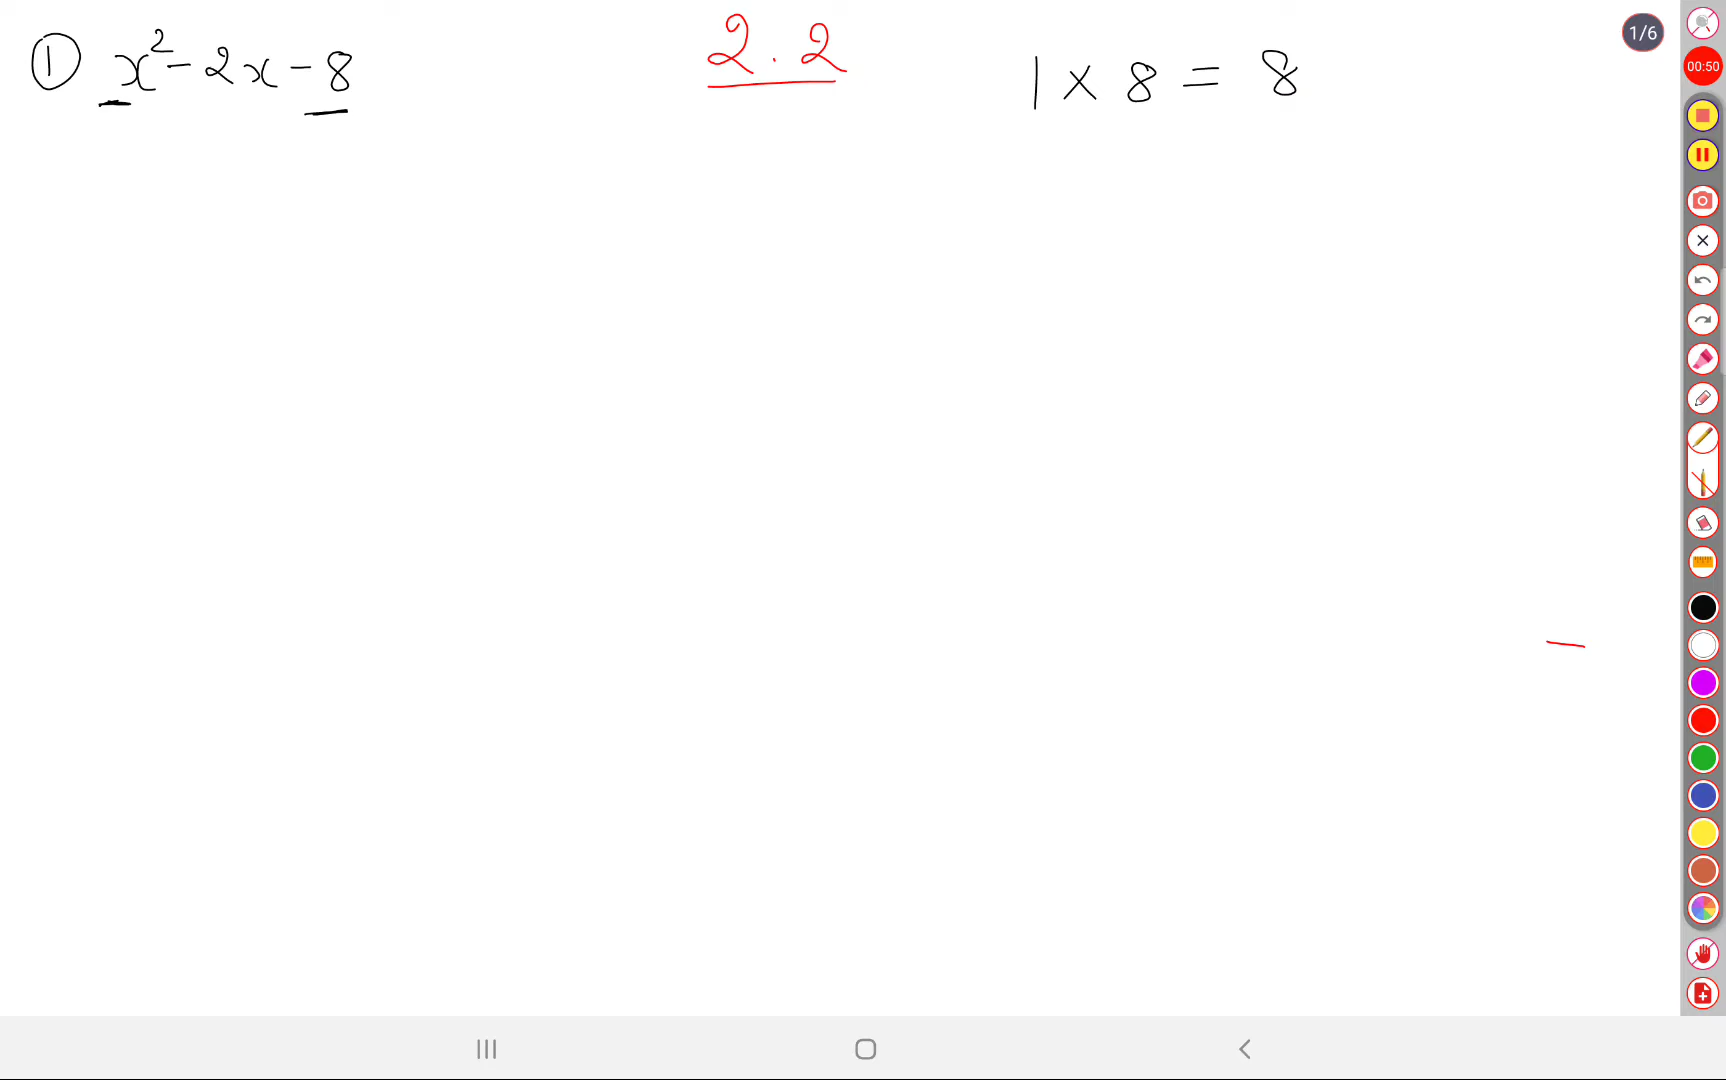 2.2
① x² - 2x - 8
1 × 8 = 8
1/6
00:50